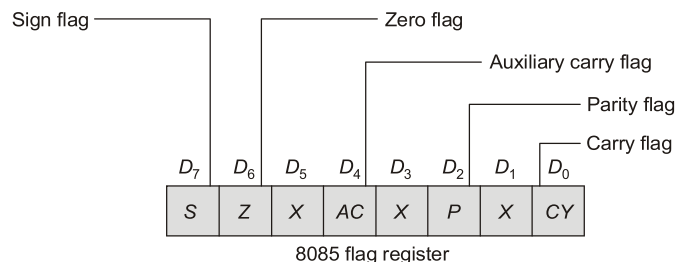 Sign flag
Zero flag
Auxiliary carry flag
Parity flag
Carry flag
D7 D6 D5 D4 D3 D2 D1 D0
S Z X AC X P X CY
8085 flag register